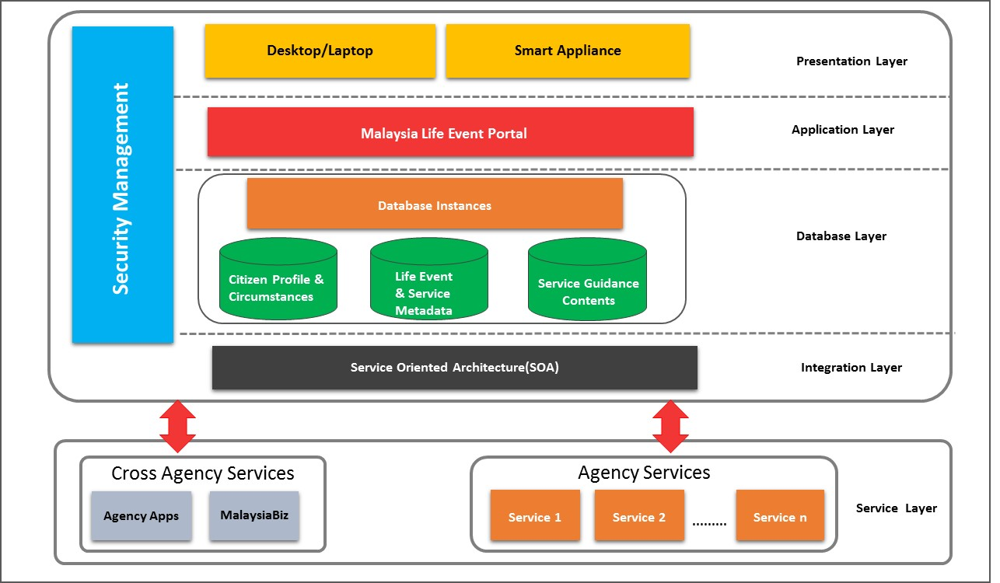 Security Management
Desktop/Laptop
Smart Appliance
Presentation Layer
Malaysia Life Event Portal
Application Layer
Database Instances
Database Layer
Citizen Profile &
Circumstances
Life Event
& Service
Metadata
Service Guidance
Contents
Service Oriented Architecture(SOA)
Integration Layer
Cross Agency Services
Agency Apps
MalaysiaBiz
Agency Services
Service 1
Service 2
.........
Service n
Service Layer